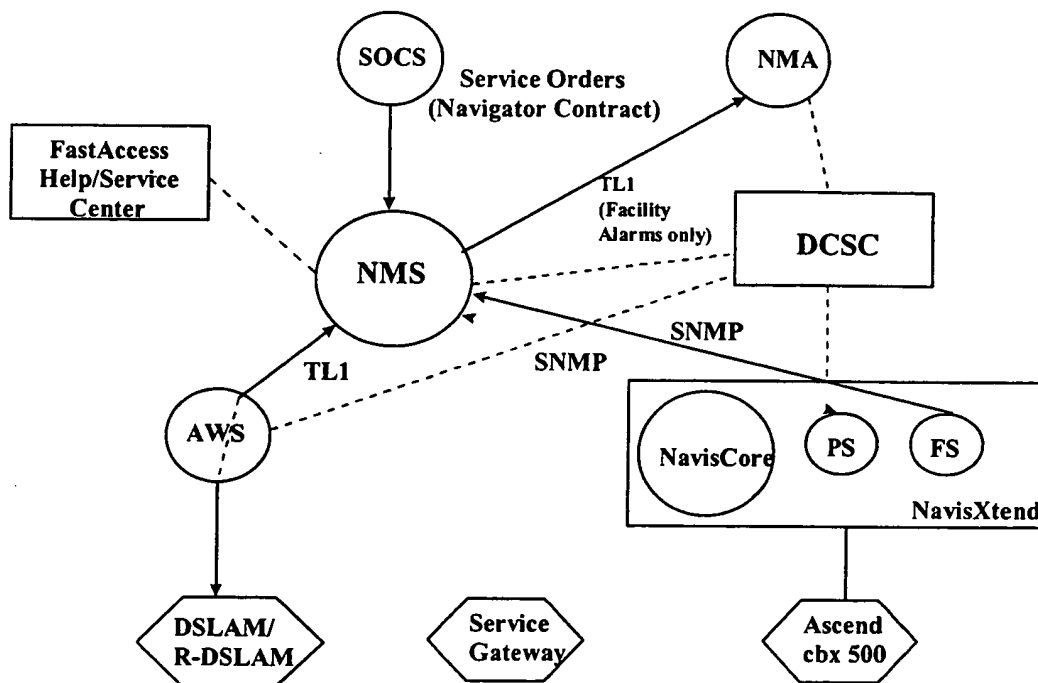 SOCS
NMA
Service Orders
(Navigator Contract)
FastAccess
Help/Service
Center
TL1
(Facility
Alarms only)
DCSC
NMS
SNMP
SNMP
TL1
AWS
NavisCore
PS
FS
NavisXtend
DSLAM/
R-DSLAM
Service
Gateway
Ascend
cbx 500